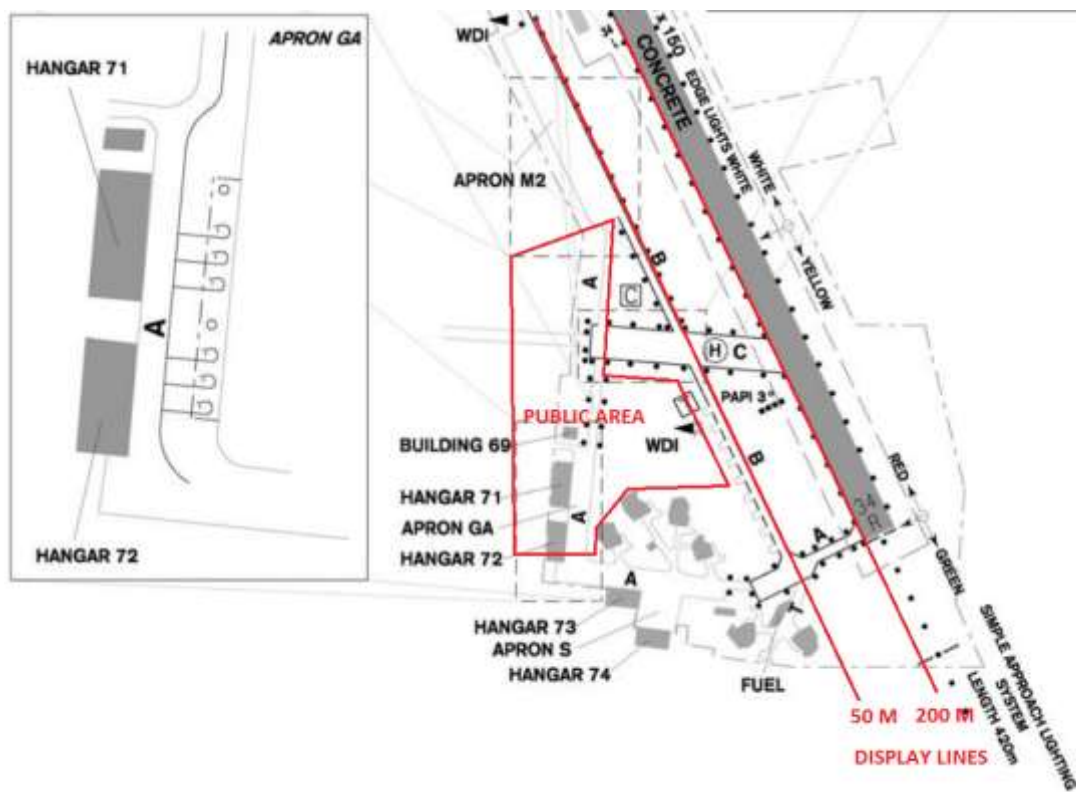 APRON GA
HANGAR 71
A
HANGAR 72
WDI
x 15Q
CONCRETE
EDGE LIGHTS WHITE
WHITE
YELLOW
APRON M2
B
A
C
H
C
PAPI 3°
PUBLIC AREA
BUILDING 69
WDI
B
HANGAR 71
APRON GA
A
HANGAR 72
RED
34
A
GREEN
A
HANGAR 73
APRON S
HANGAR 74
FUEL
SIMPLE APPROACH LIGHTING
SYSTEM
LENGTH 420m
50 M
200 M
DISPLAY LINES